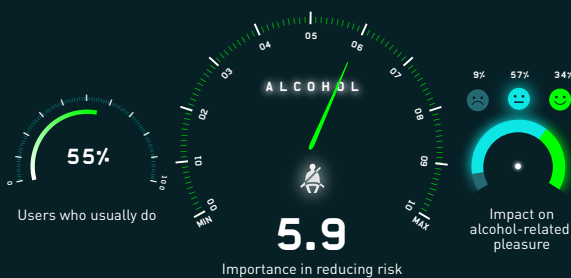 55%
0
100
Users who usually do
ALCOHOL
MIN
00
01
02
03
04
05
06
07
08
09
10
MAX
5.9
Importance in reducing risk
9%
57%
34%
Impact on
alcohol-related
pleasure